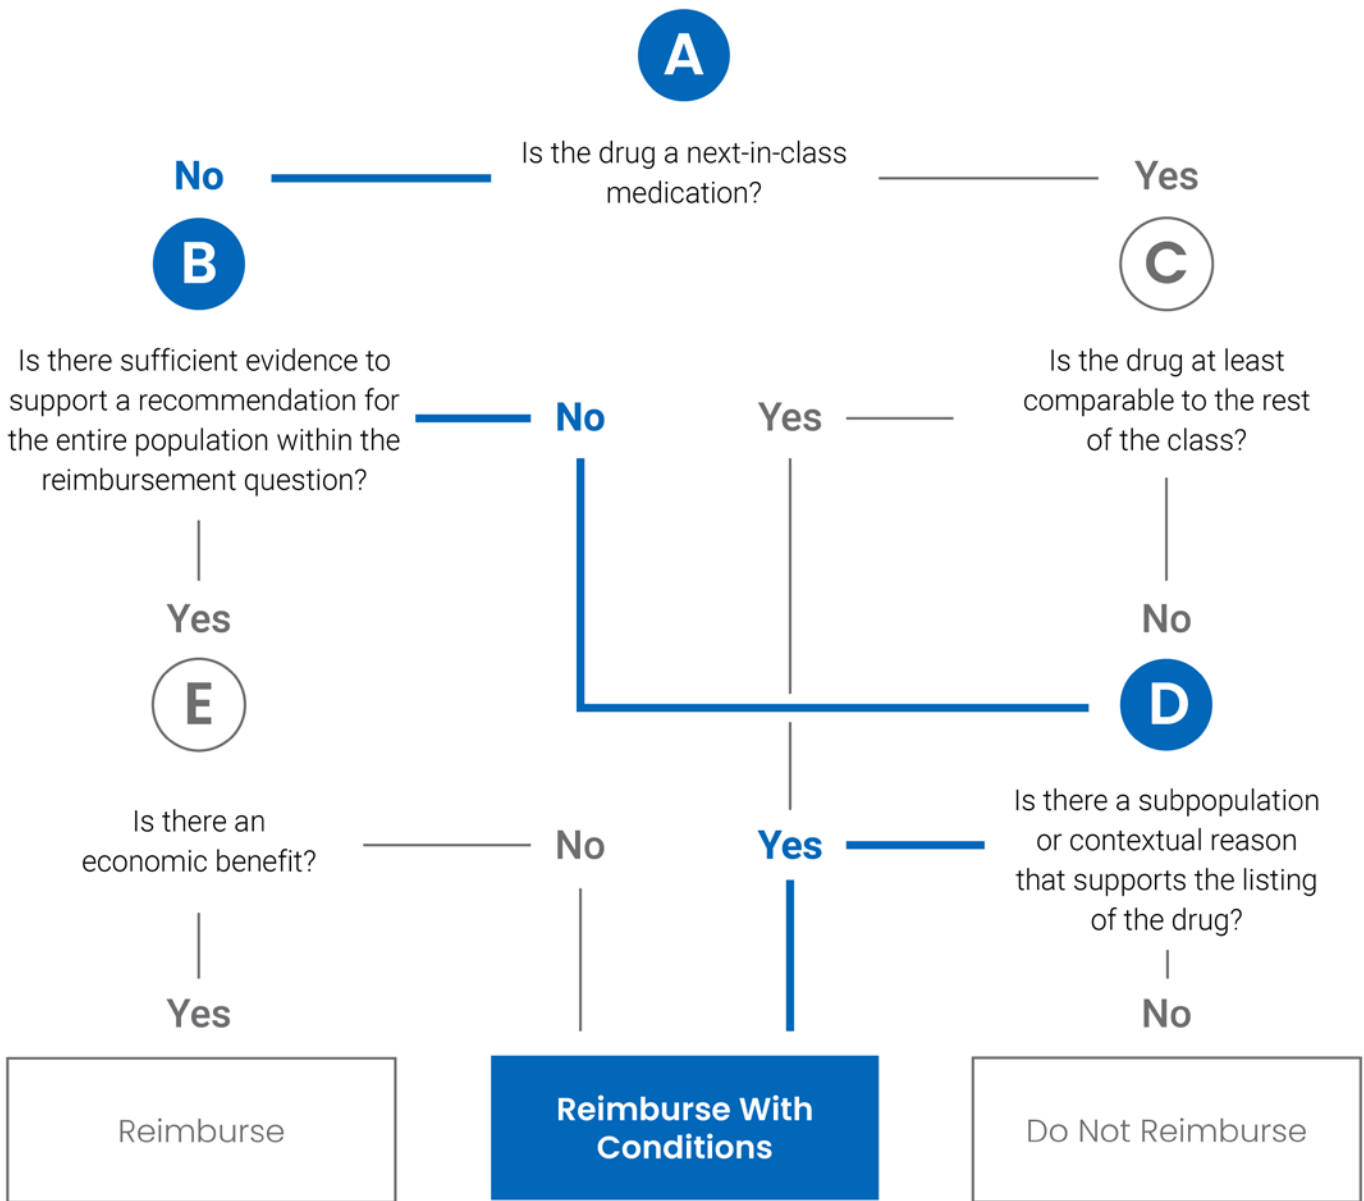 A
Is the drug a next-in-class
medication?
No
Yes
B
C
Is there sufficient evidence to
support a recommendation for
the entire population within the
reimbursement question?
No
Yes
Is the drug at least
comparable to the rest
of the class?
Yes
No
E
D
Is there an
economic benefit?
No
Yes
Is there a subpopulation
or contextual reason
that supports the listing
of the drug?
Yes
No
Reimburse
Reimburse With
Conditions
Do Not Reimburse